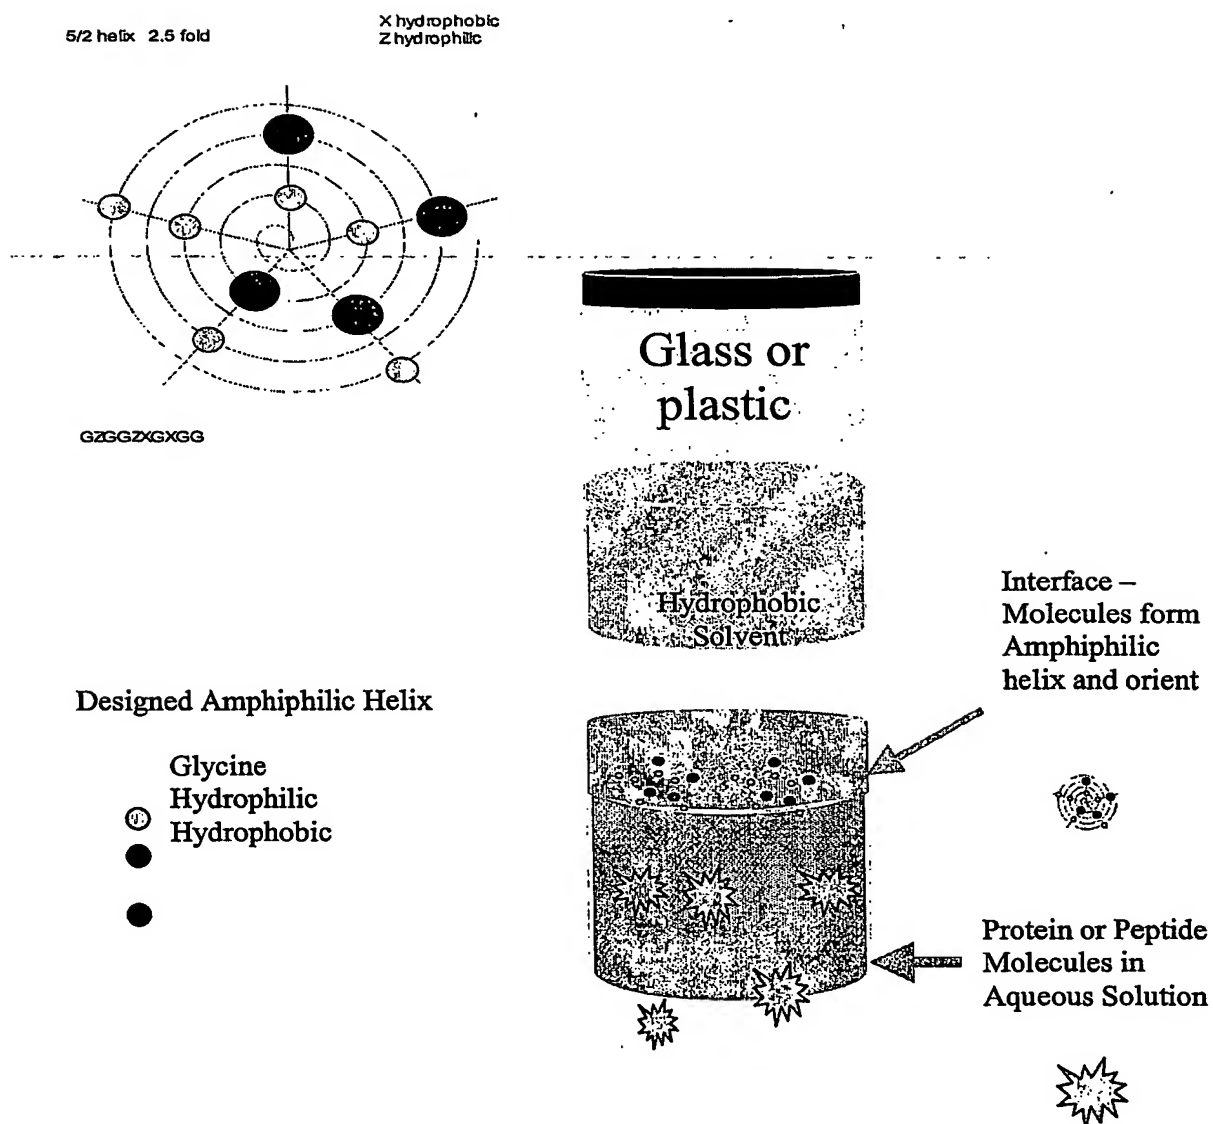 5/2 helix 2.5 fold
X hydrophobic
Z hydrophilic
GZGGZXGXGG
Glass or
plastic
Hydrophobic
Solvent
Interface –
Molecules form
Amphiphilic
helix and orient
Designed Amphiphilic Helix
Glycine
Hydrophilic
Hydrophobic
Protein or Peptide
Molecules in
Aqueous Solution